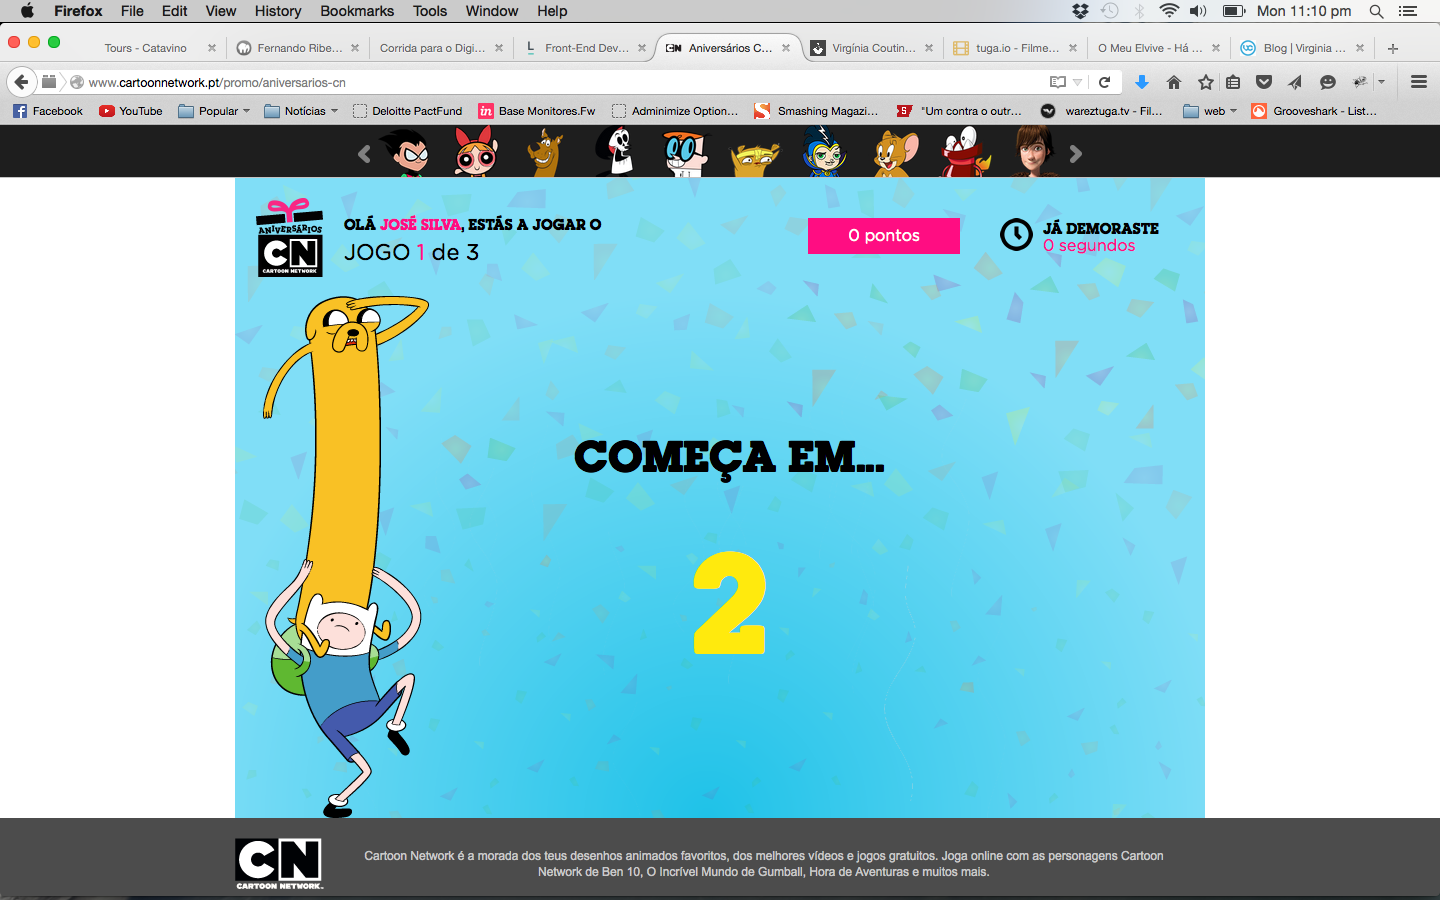 Firefox File Edit View History Bookmarks Tools Window Help Mon 11:10 pm
Tours - Catavino Fernando Ribe... Corrida para o Digi... Front-End Dev... Aniversários C... Virgínia Coutin... tuga.io - Filme... O Meu Elvive - Há ... Blog | Virginia ...
www.cartoonnetwork.pt/promo/aniversarios-cn
Facebook YouTube Popular Notícias Deloitte PactFund Base Monitores.Fw Adminimize Option... Smashing Magazi... "Um contra o outr... wareztuga.tv - Fil... web Grooveshark - List...
ANIVERSÁRIOS
CN
CARTOON NETWORK
OLÁ JOSÉ SILVA, ESTÁS A JOGAR O
JOGO 1 de 3
0 pontos
JÁ DEMORASTE
0 segundos
COMEÇA EM...
2
CN
CARTOON NETWORK.
Cartoon Network é a morada dos teus desenhos animados favoritos, dos melhores vídeos e jogos gratuitos. Joga online com as personagens Cartoon
Network de Ben 10, O Incrível Mundo de Gumball, Hora de Aventuras e muitos mais.